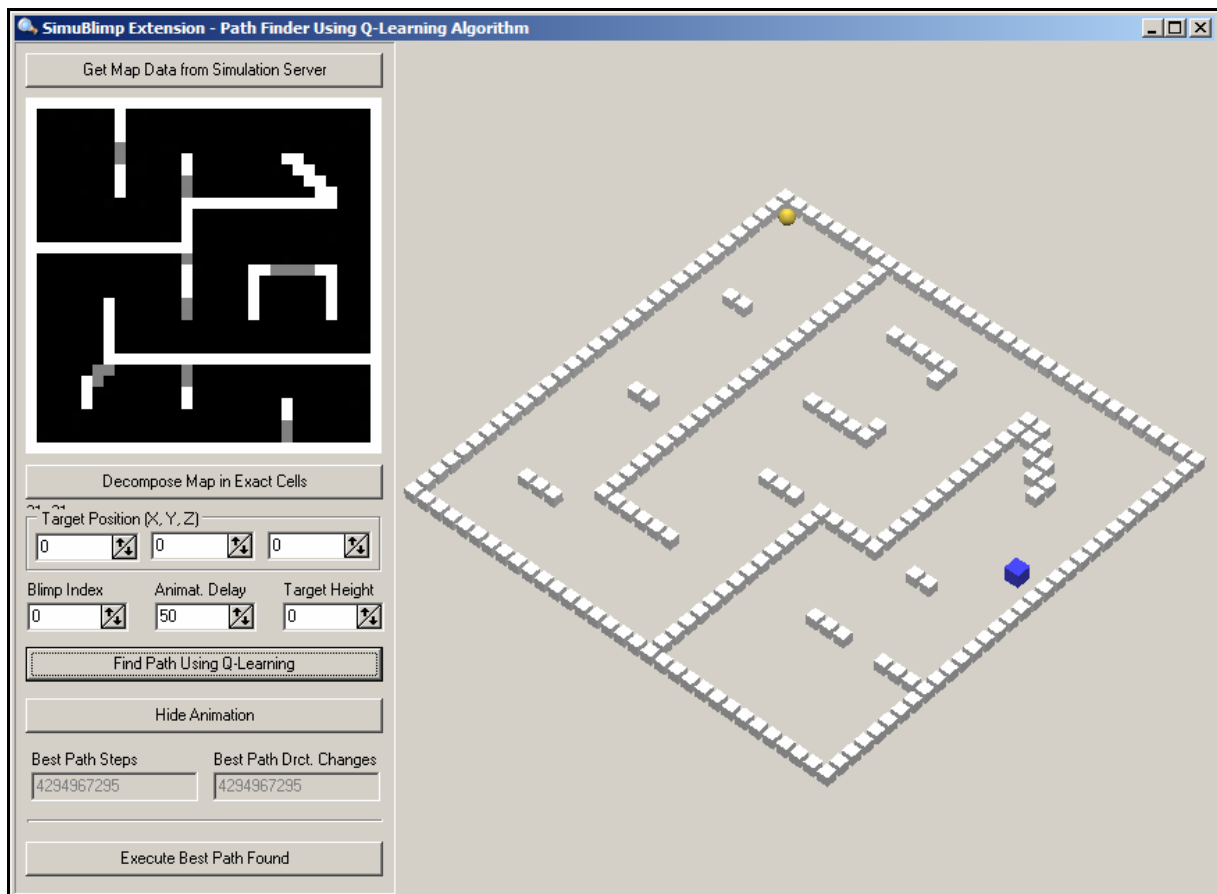 SimuBlimp Extension - Path Finder Using Q-Learning Algorithm
Get Map Data from Simulation Server
Decompose Map in Exact Cells
Target Position (X, Y, Z)
0 0 0
Blimp Index Animat. Delay Target Height
0 50 0
Find Path Using Q-Learning
Hide Animation
Best Path Steps Best Path Drct. Changes
4294967295 4294967295
Execute Best Path Found